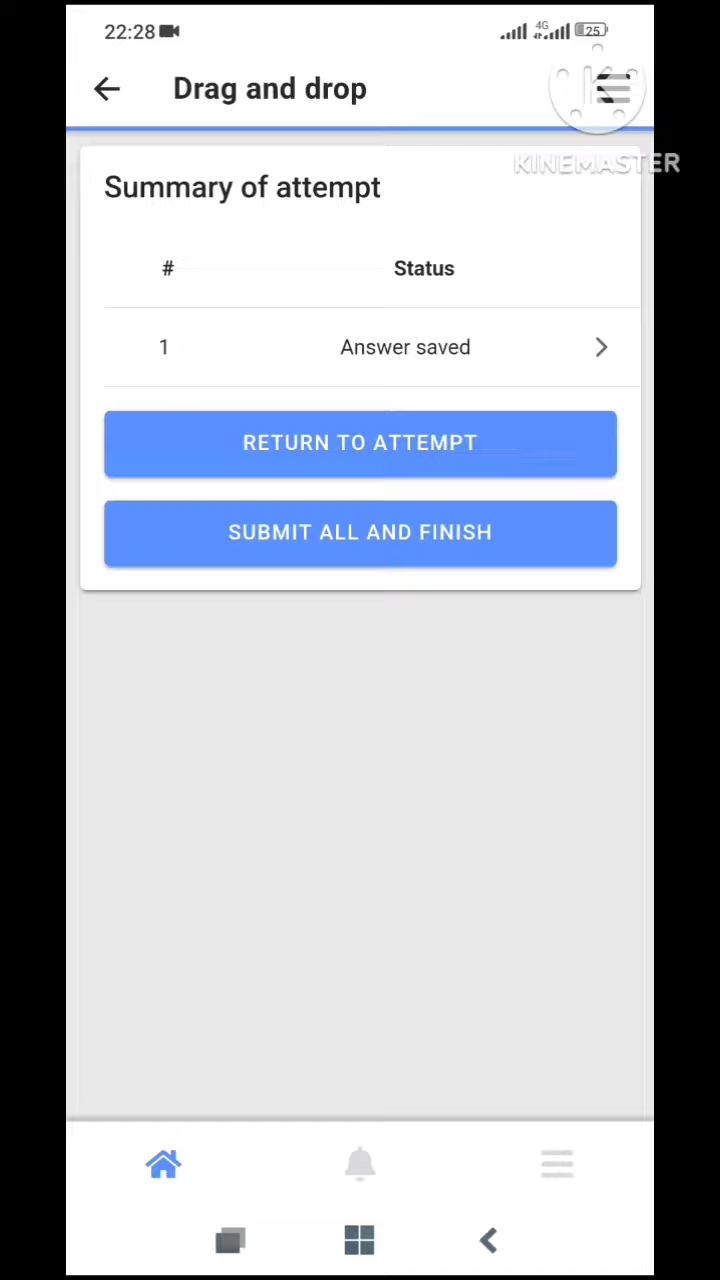 22:28 4G 25
Drag and drop
KINEMASTER
Summary of attempt
# Status
1 Answer saved
RETURN TO ATTEMPT
SUBMIT ALL AND FINISH